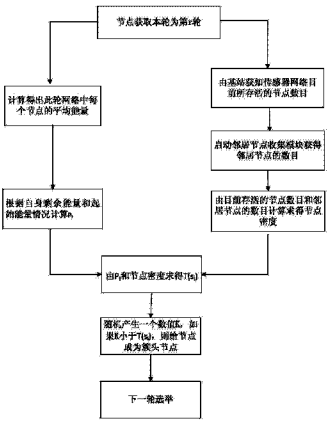 节点获取本轮为第r轮
计算得出此轮网络中每
个节点的平均能量
根据自身剩余能量和起
始能量情况计算pᵢ
由基站获知传感器网络目
前所存活的节点数目
启动邻居节点收集模块获得
邻居节点的数目
由目前存活的节点数目和邻
居节点的数目计算求得节点
密度
由Pᵢ和节点密度求得T(sᵢ)
随机产生一个数值K，如
果K小于T(sᵢ)，则给节点
成为簇头节点
下一轮选举